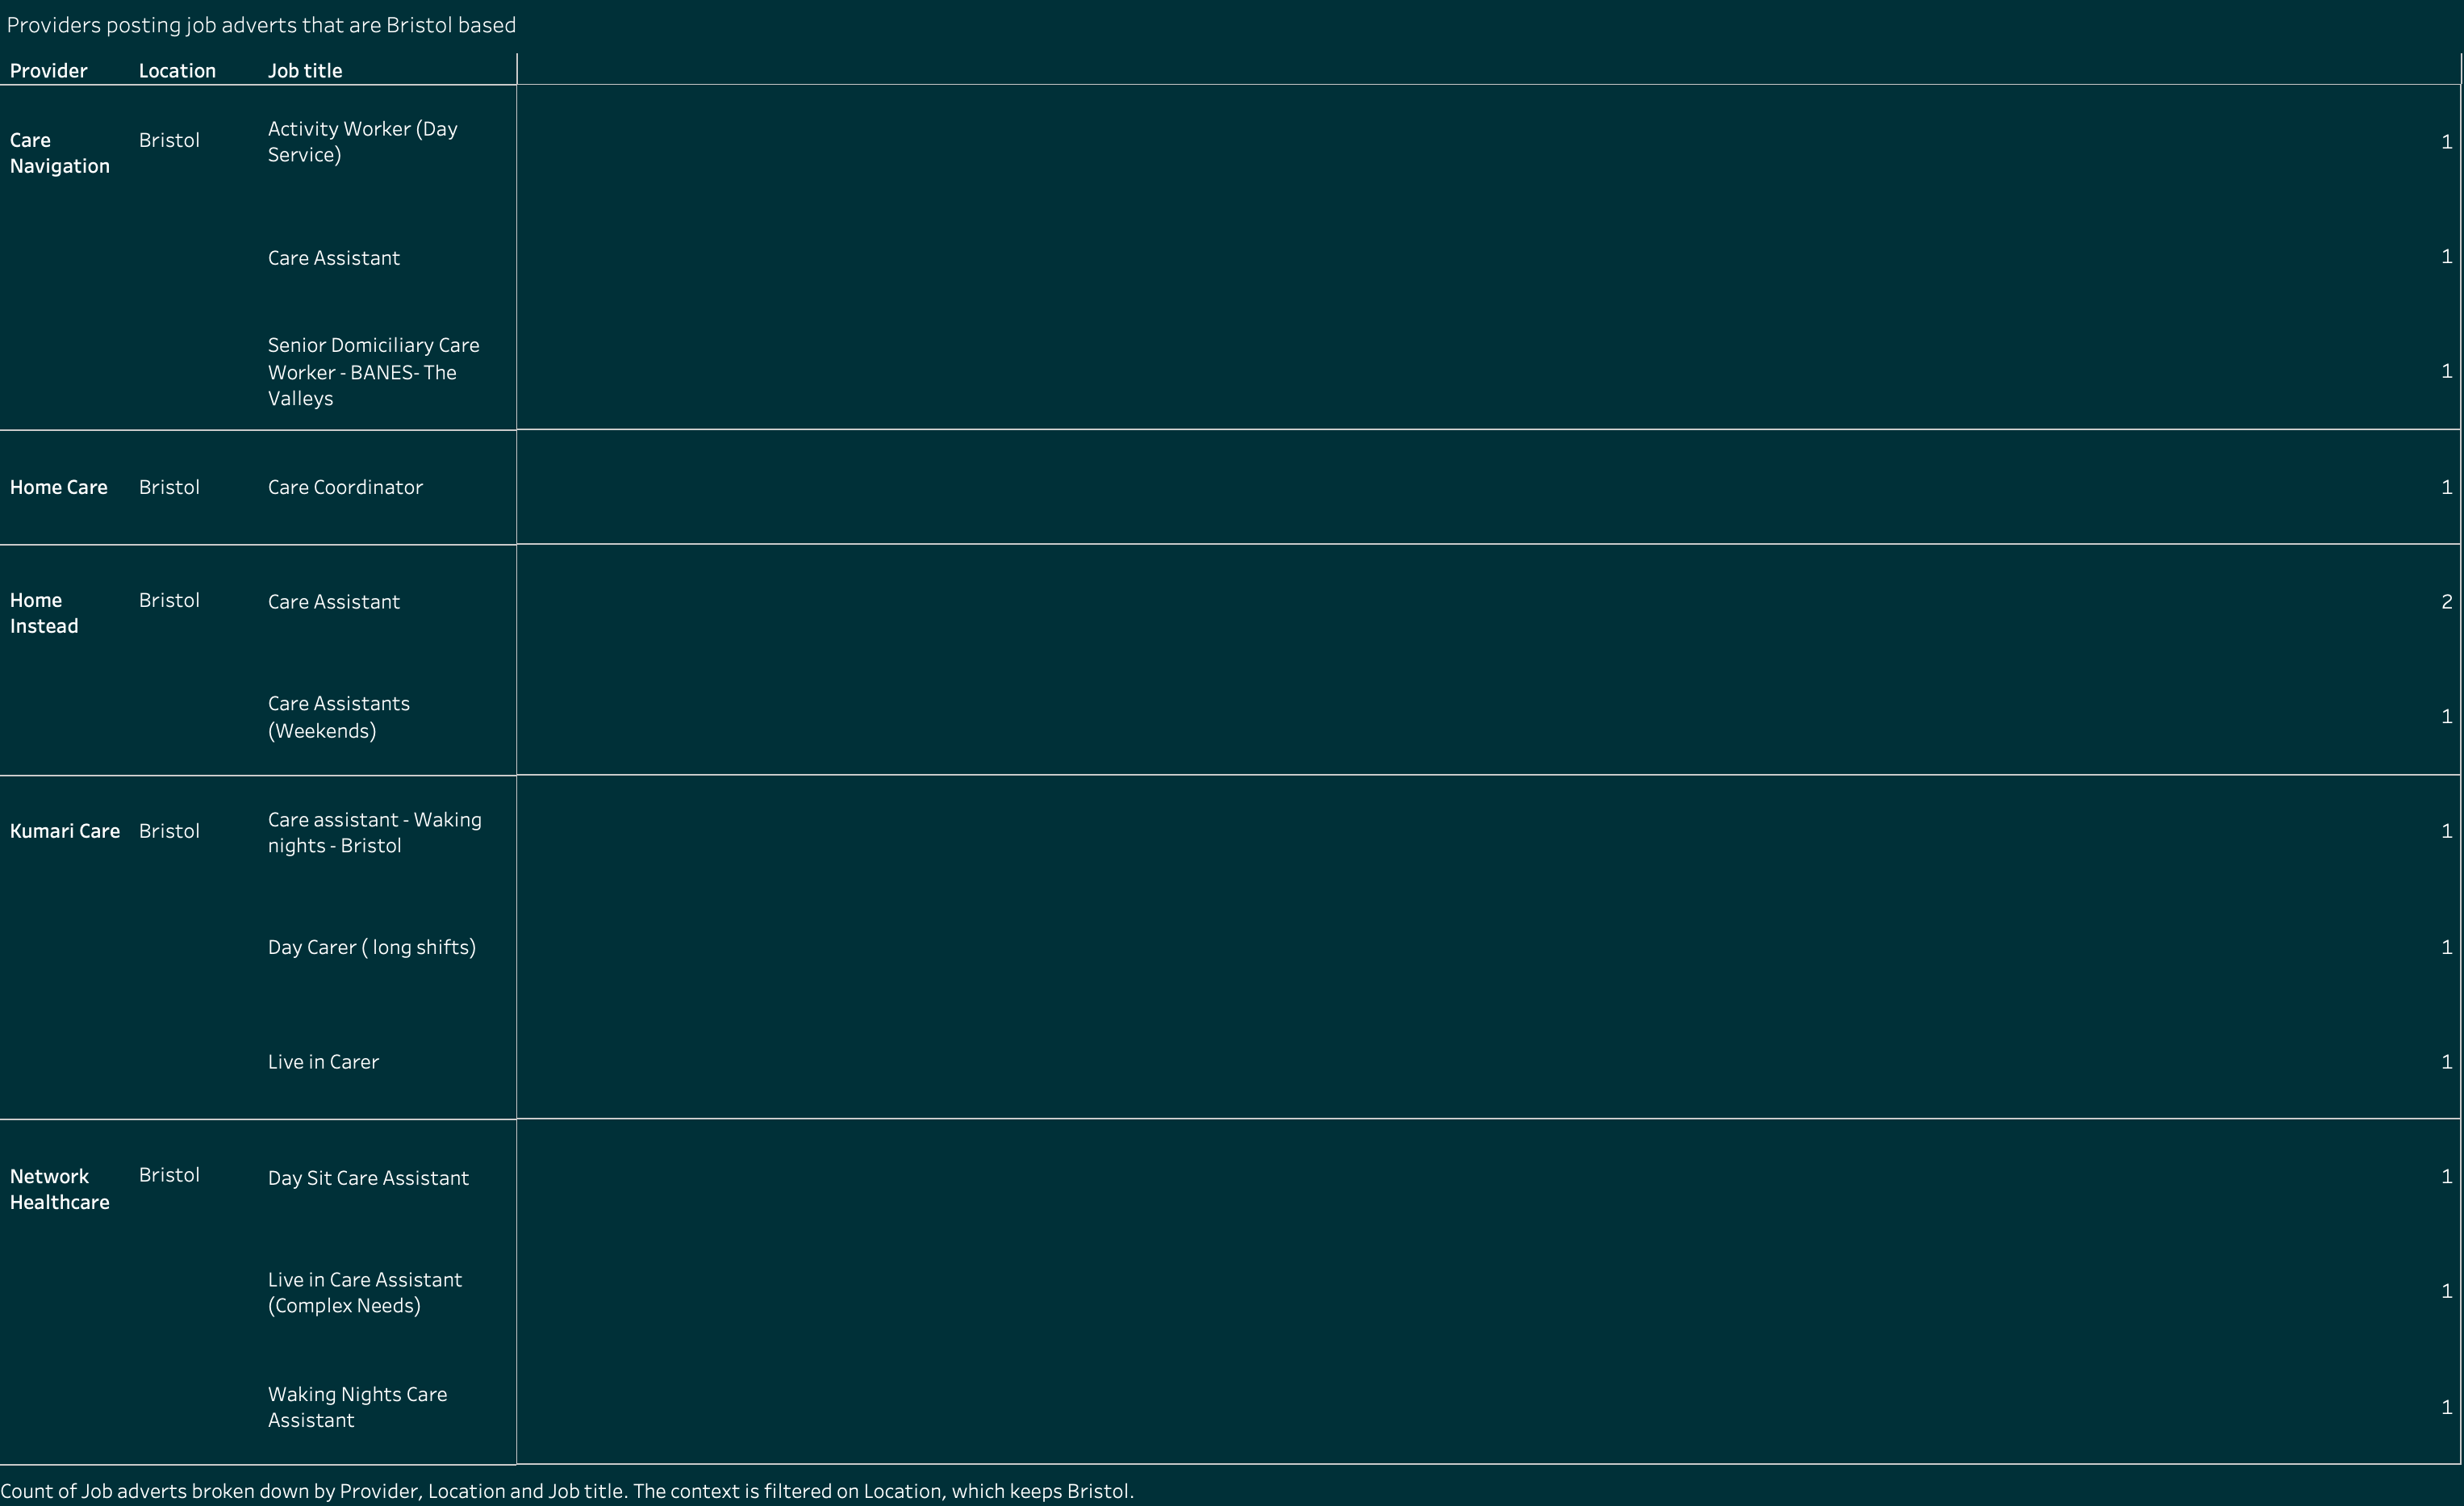 Providers posting job adverts that are Bristol based
Provider Location Job title
Care Navigation Bristol Activity Worker (Day Service) 1
Care Assistant 1
Senior Domiciliary Care Worker - BANES- The Valleys 1
Home Care Bristol Care Coordinator 1
Home Instead Bristol Care Assistant 2
Care Assistants (Weekends) 1
Kumari Care Bristol Care assistant - Waking nights - Bristol 1
Day Carer ( long shifts) 1
Live in Carer 1
Network Healthcare Bristol Day Sit Care Assistant 1
Live in Care Assistant (Complex Needs) 1
Waking Nights Care Assistant 1
Count of Job adverts broken down by Provider, Location and Job title. The context is filtered on Location, which keeps Bristol.